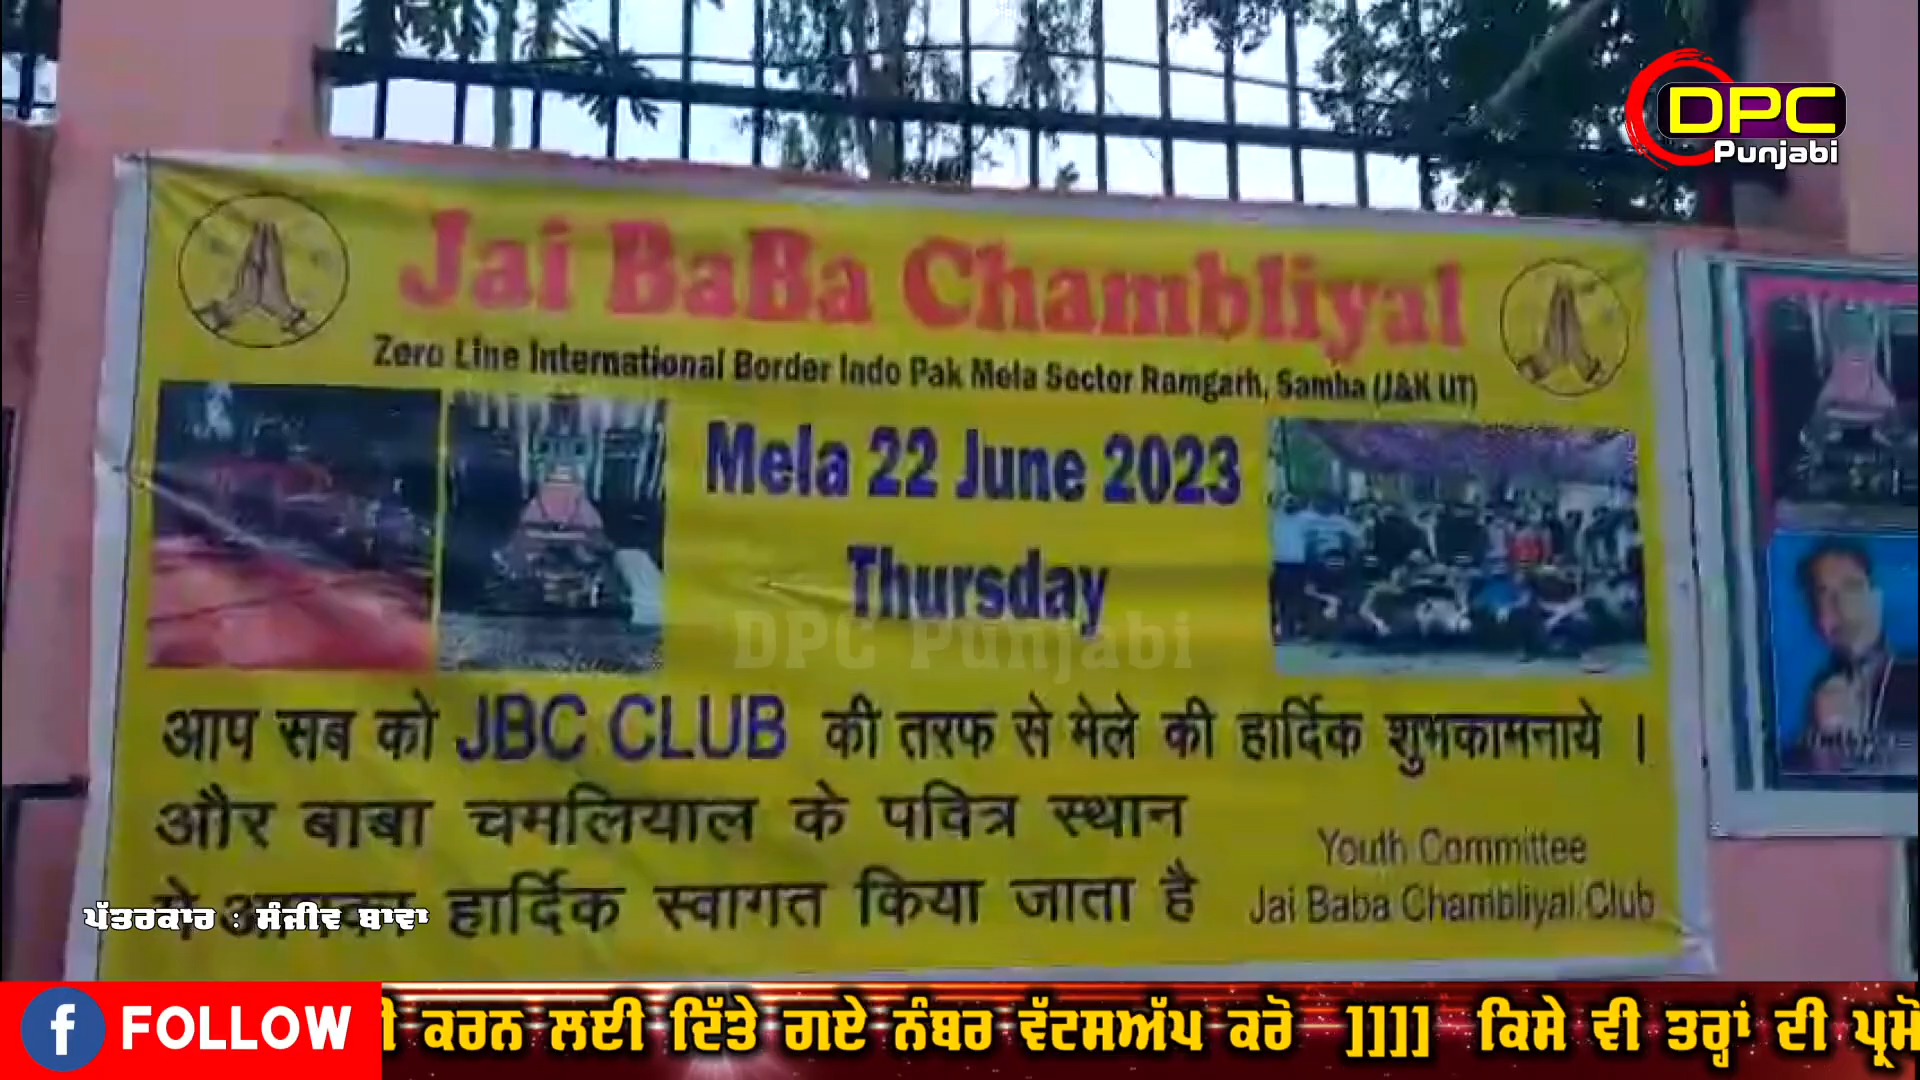 DPC
Punjabi
Jai BaBa Chambliyal
Zero Line International Border Indo Pak Mela Sector Ramgarh, Samba (J&K UT)
Mela 22 June 2023
Thursday
DPC Punjabi
आप सब को JBC CLUB की तरफ से मेले की हार्दिक शुभकामनाये ।
और बाबा चमलियाल के पवित्र स्थान
हार्दिक स्वागत किया जाता है
Youth Committee
Jai Baba Chambliyal Club
ਪੱਤਰਕਾਰ : ਸੰਜੀਵ ਬਾਵਾ
f FOLLOW
ਕਰਨ ਲਈ ਦਿੱਤੇ ਗਏ ਨੰਬਰ ਵੱਟਸਅੱਪ ਕਰੋ ]]]] ਕਿਸੇ ਵੀ ਤਰ੍ਹਾਂ ਦੀ